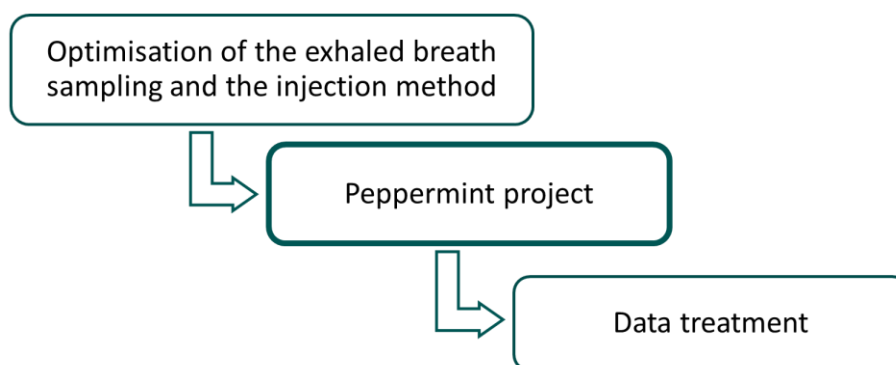 Optimisation of the exhaled breath
sampling and the injection method
Peppermint project
Data treatment